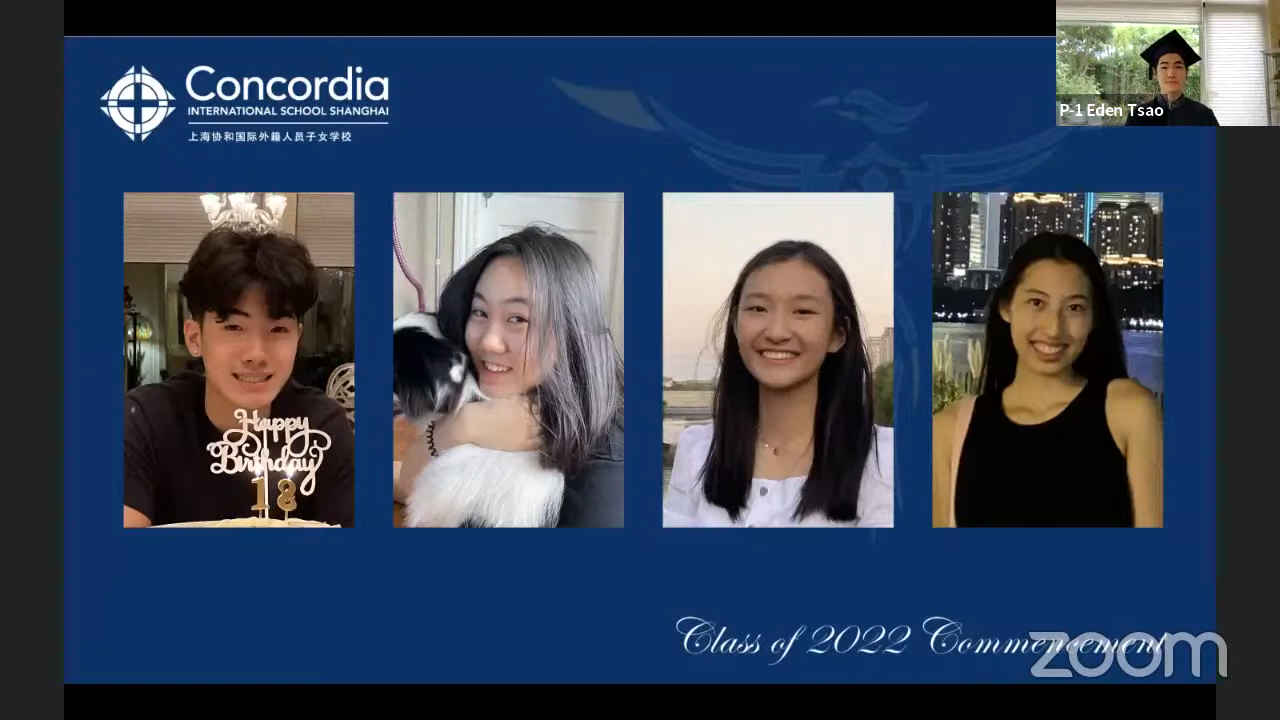 Concordia
INTERNATIONAL SCHOOL SHANGHAI
上海协和国际外籍人员子女学校
P-1 Eden Tsao
Happy
Birthday
18
Class of 2022 Commencement
zoom